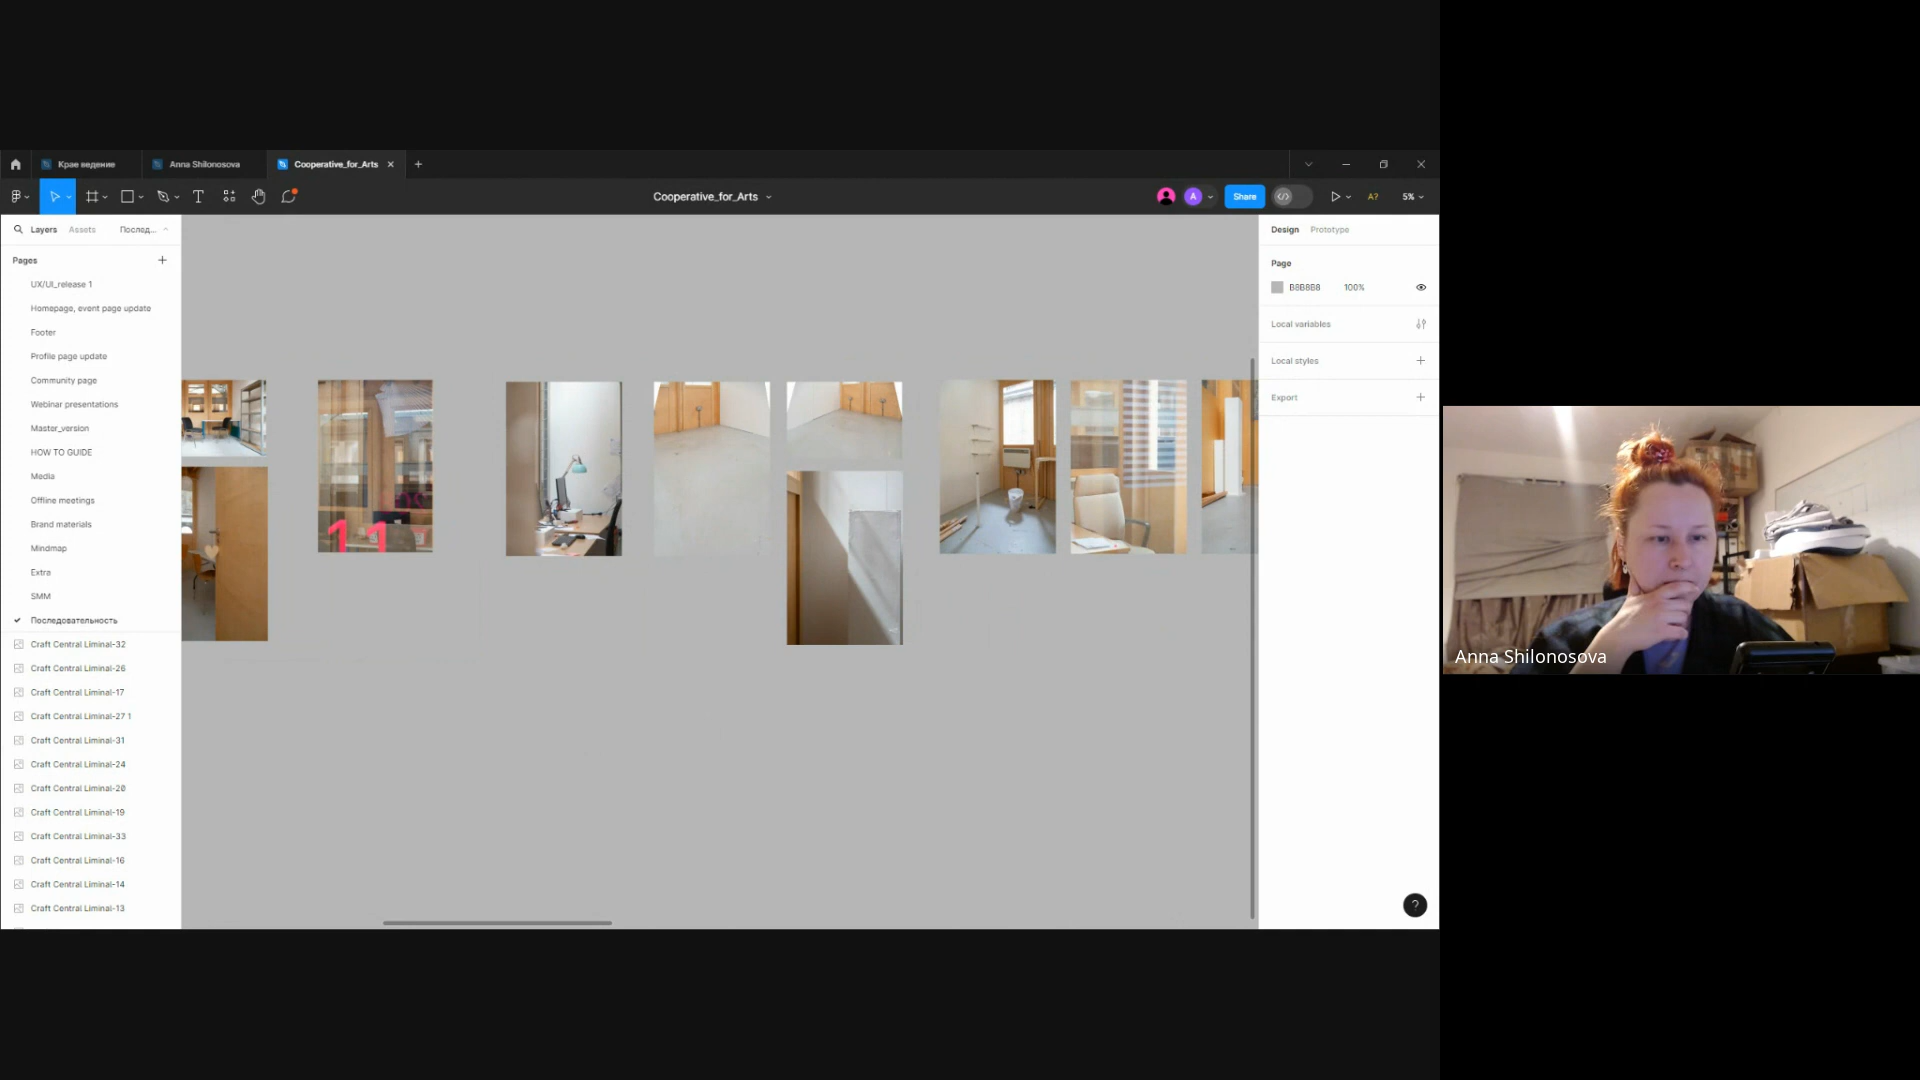 Крае ведение
Anna Shilonosova
Cooperative_for_Arts
Cooperative_for_Arts
A
Share
A?
5%
Layers
Assets
Послед...
Pages
UX/UI_release 1
Homepage, event page update
Footer
Profile page update
Community page
Webinar presentations
Master_version
HOW TO GUIDE
Media
Offline meetings
Brand materials
Mindmap
Extra
SMM
Последовательность
Craft Central Liminal-32
Craft Central Liminal-26
Craft Central Liminal-17
Craft Central Liminal-27 1
Craft Central Liminal-31
Craft Central Liminal-24
Craft Central Liminal-20
Craft Central Liminal-19
Craft Central Liminal-33
Craft Central Liminal-16
Craft Central Liminal-14
Craft Central Liminal-13
11
Design
Prototype
Page
B8B8B8
100%
Local variables
Local styles
Export
?
Anna Shilonosova